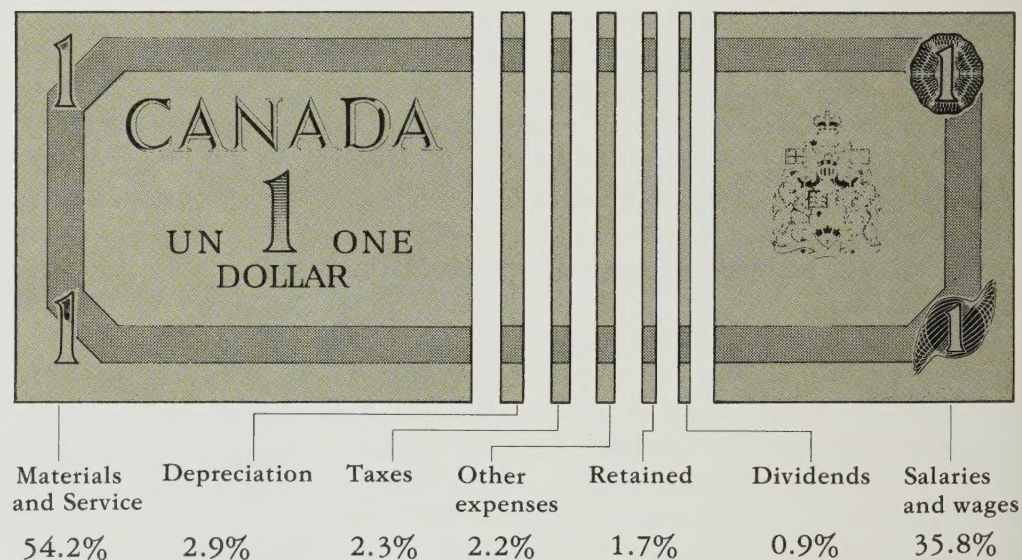 1
1
CANADA
1
UN ONE
DOLLAR
1
1
Materials and Service
Depreciation
Taxes
Other expenses
Retained
Dividends
Salaries and wages
54.2%
2.9%
2.3%
2.2%
1.7%
0.9%
35.8%